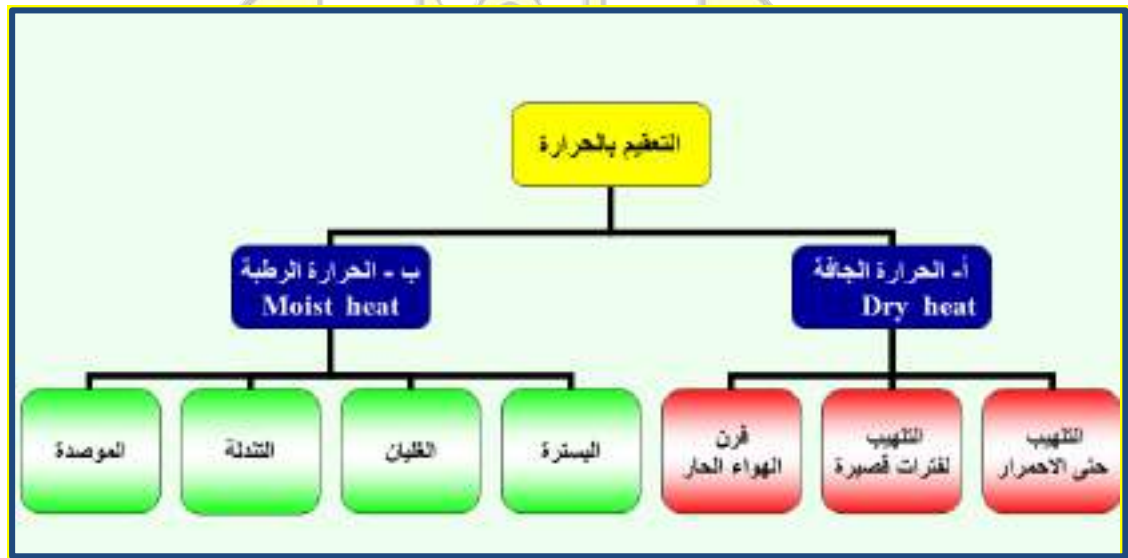 التعقيم بالحرارة
أ- الحرارة الجافة
Dry heat
ب - الحرارة الرطبة
Moist heat
التلهيب
حتى الاحمرار
التلهيب
لفترات قصيرة
فرن
الهواء الحار
البسترة
الغليان
التندلة
الموصدة